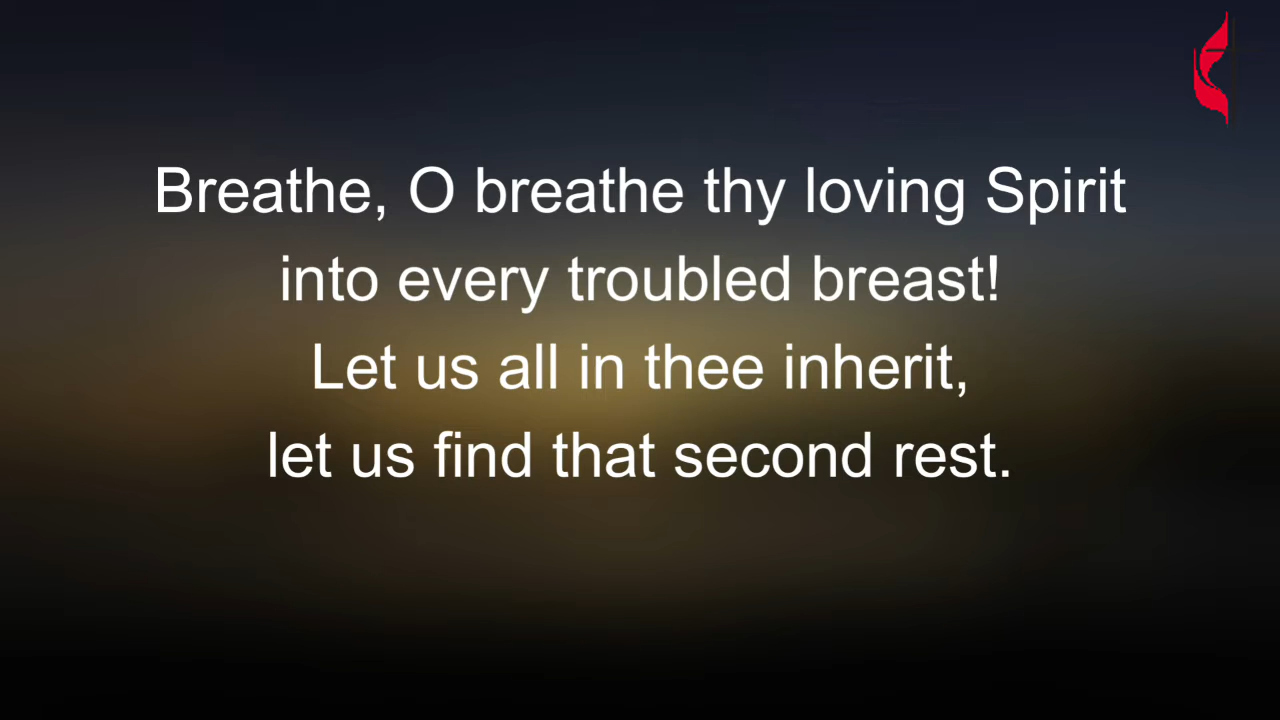 Breathe, O breathe thy loving Spirit
into every troubled breast!
Let us all in thee inherit,
let us find that second rest.